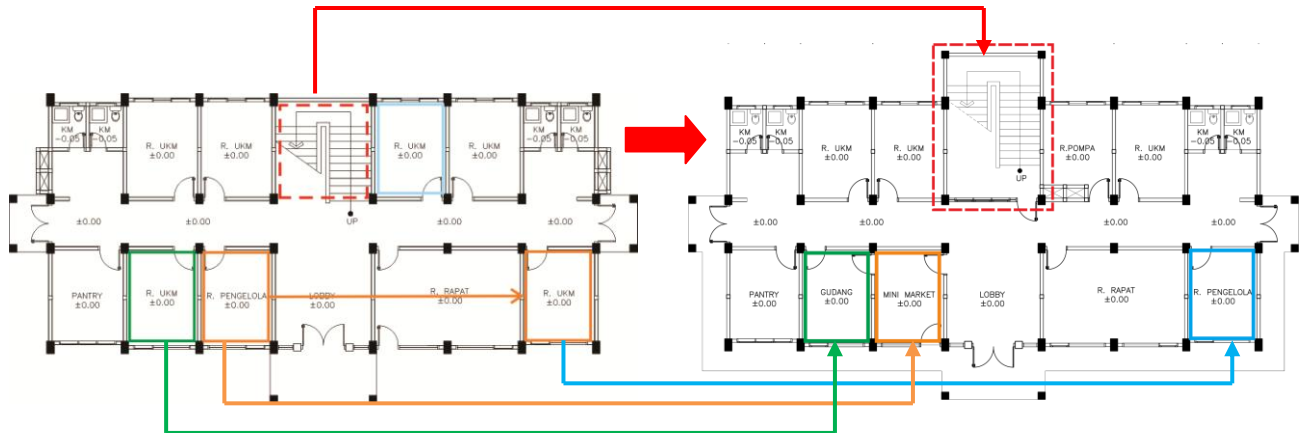 KM
-0.05
KM
-0.05
R. UKM
±0.00
R. UKM
±0.00
R. UKM
±0.00
R. UKM
±0.00
KM
-0.05
KM
-0.05
±0.00
±0.00
UP
±0.00
±0.00
PANTRY
±0.00
R. UKM
±0.00
R. PENGELOLA
±0.00
LOBBY
±0.00
R. RAPAT
±0.00
R. UKM
±0.00
KM
-0.05
KM
-0.05
R. UKM
±0.00
R. UKM
±0.00
UP
R.POMPA
±0.00
R. UKM
±0.00
KM
-0.05
KM
-0.05
±0.00
±0.00
±0.00
±0.00
PANTRY
±0.00
GUDANG
±0.00
MINI MARKET
±0.00
LOBBY
±0.00
R. RAPAT
±0.00
R. PENGELOLA
±0.00